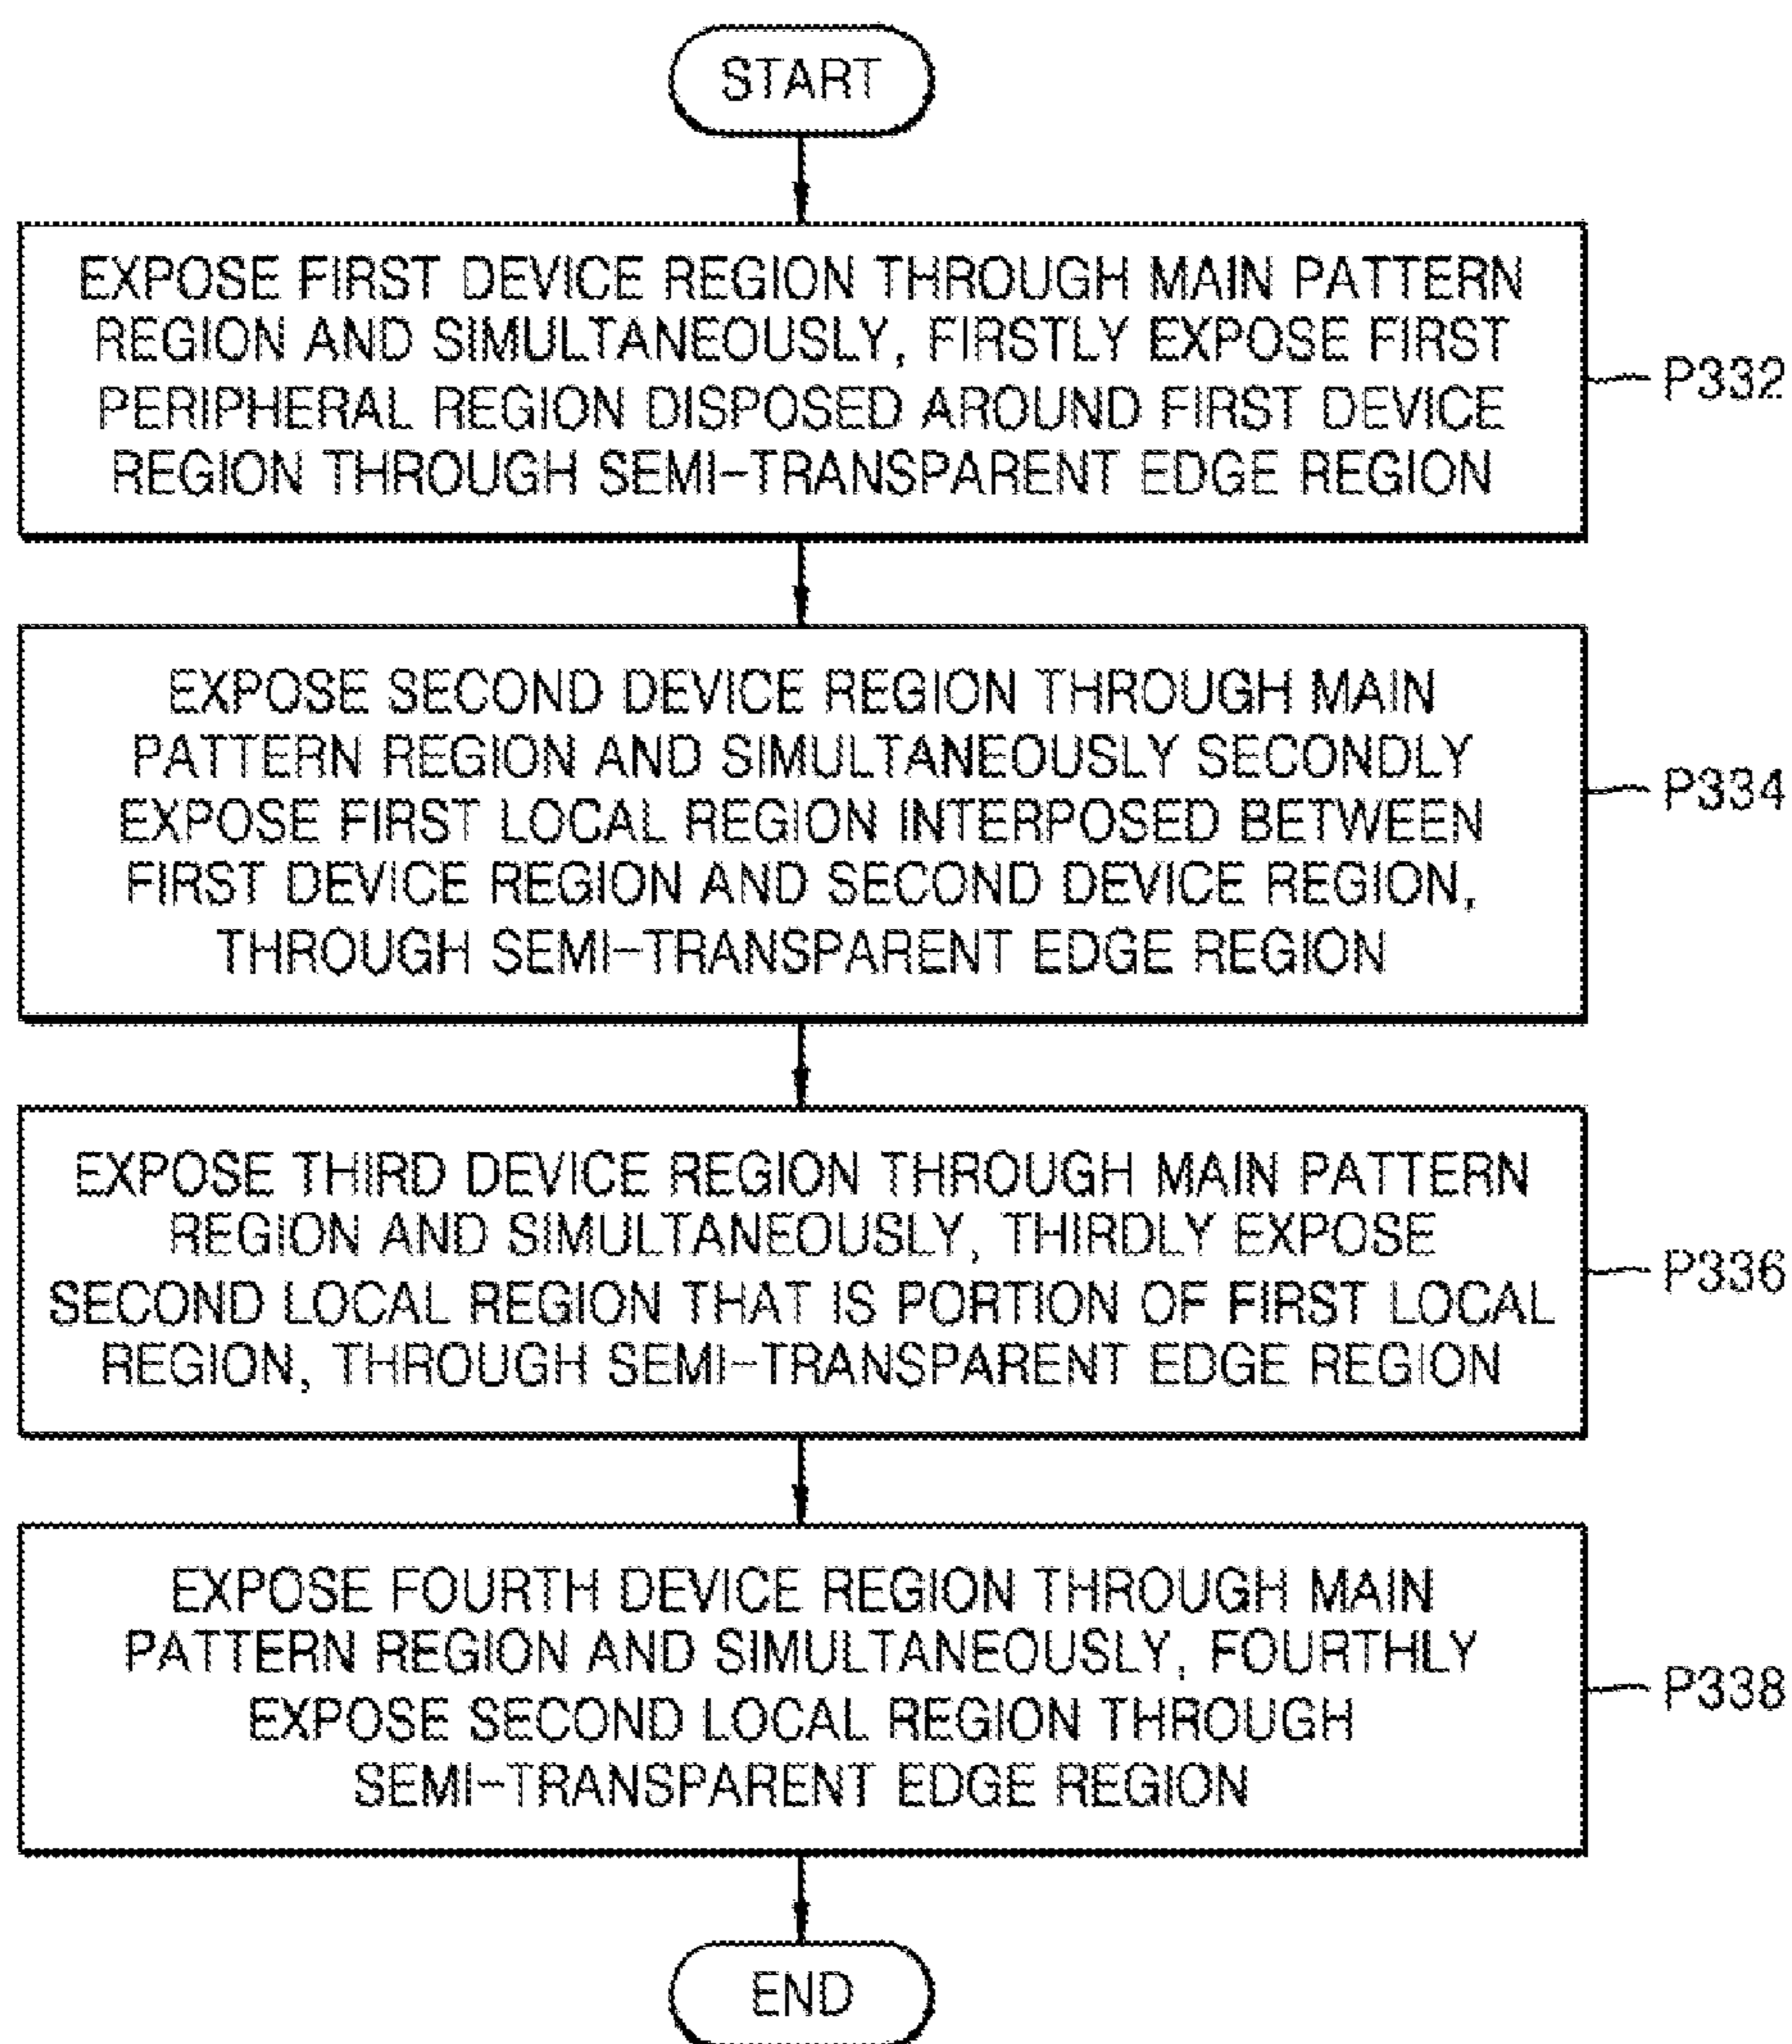 START
EXPOSE FIRST DEVICE REGION THROUGH MAIN PATTERN
REGION AND SIMULTANEOUSLY, FIRSTLY EXPOSE FIRST
PERIPHERAL REGION DISPOSED AROUND FIRST DEVICE
REGION THROUGH SEMI-TRANSPARENT EDGE REGION
P332
EXPOSE SECOND DEVICE REGION THROUGH MAIN
PATTERN REGION AND SIMULTANEOUSLY SECONDLY
EXPOSE FIRST LOCAL REGION INTERPOSED BETWEEN
FIRST DEVICE REGION AND SECOND DEVICE REGION,
THROUGH SEMI-TRANSPARENT EDGE REGION
P334
EXPOSE THIRD DEVICE REGION THROUGH MAIN PATTERN
REGION AND SIMULTANEOUSLY, THIRDLY EXPOSE
SECOND LOCAL REGION THAT IS PORTION OF FIRST LOCAL
REGION, THROUGH SEMI-TRANSPARENT EDGE REGION
P336
EXPOSE FOURTH DEVICE REGION THROUGH MAIN
PATTERN REGION AND SIMULTANEOUSLY, FOURTHLY
EXPOSE SECOND LOCAL REGION THROUGH
SEMI-TRANSPARENT EDGE REGION
P338
END